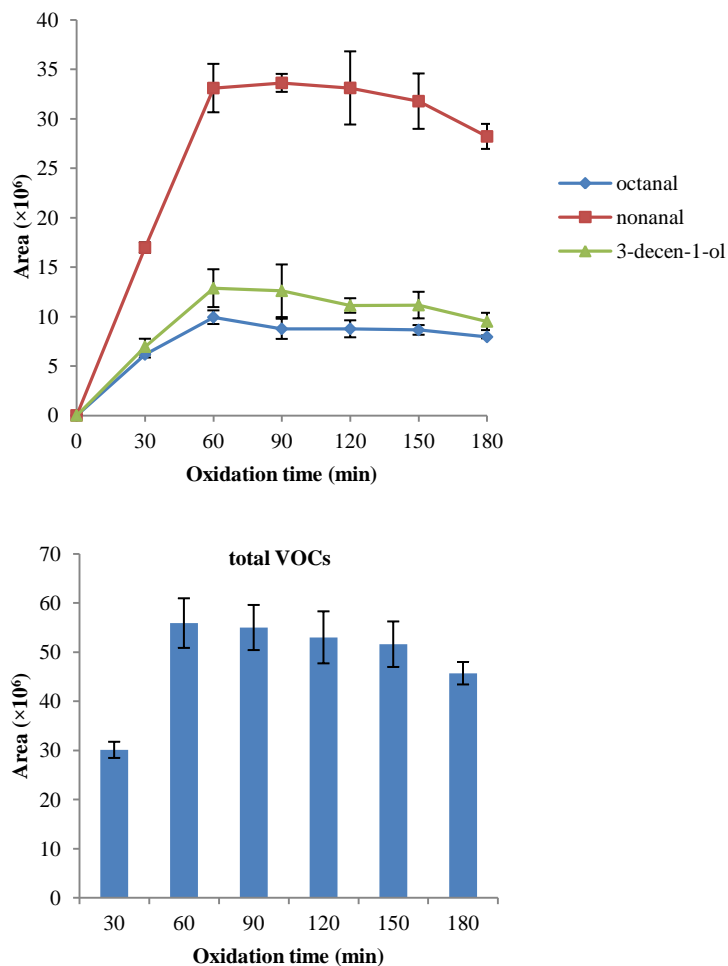 40
35
30
25
20
15
10
5
0
Area (×10⁶)
0 30 60 90 120 150 180
Oxidation time (min)
octanal
nonanal
3-decen-1-ol
total VOCs
70
60
50
40
30
20
10
0
Area (×10⁶)
30 60 90 120 150 180
Oxidation time (min)